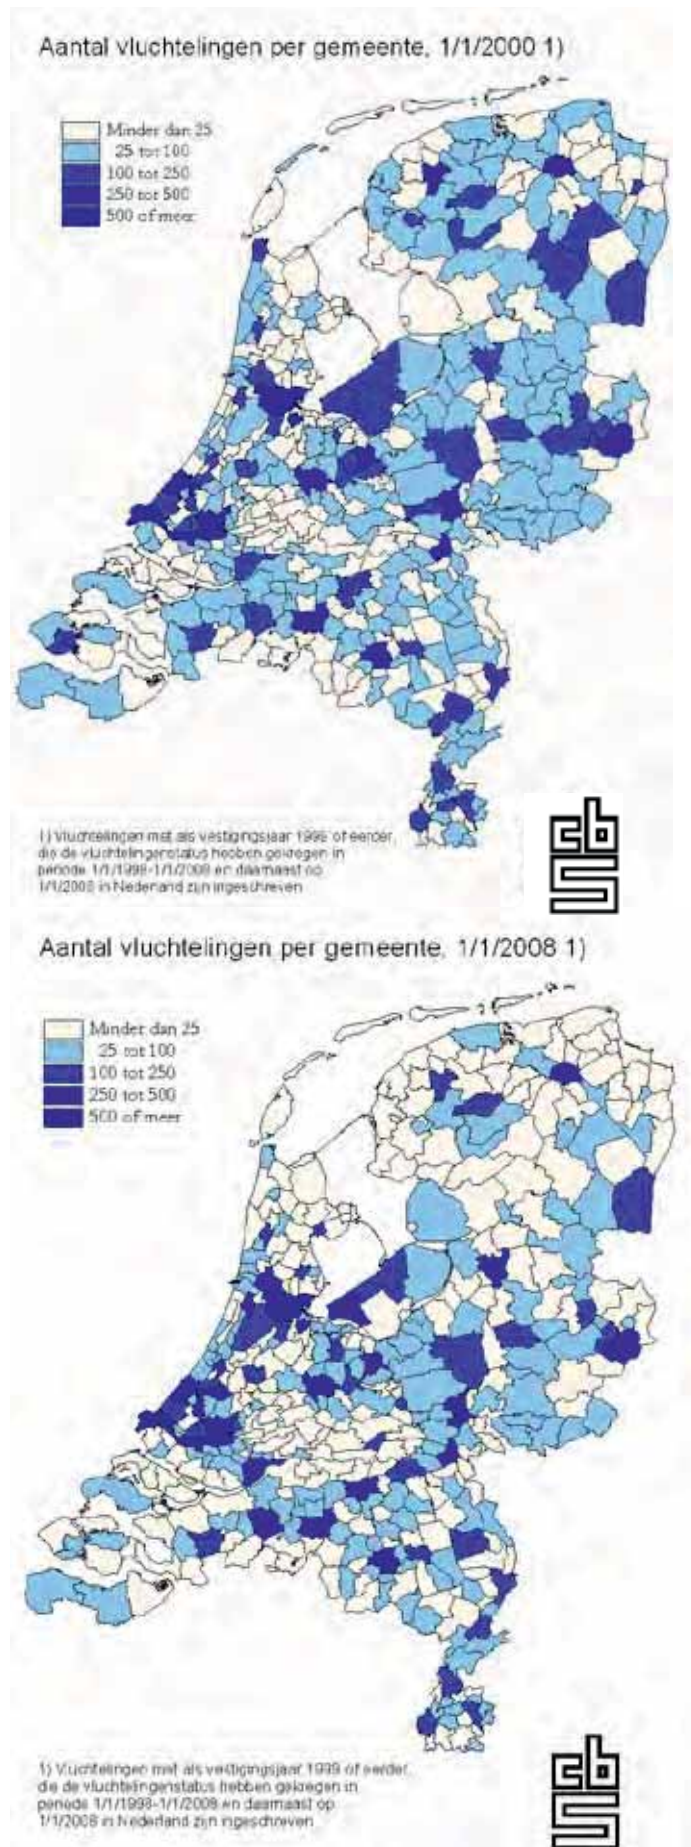 Aantal vluchtelingen per gemeente, 1/1/2000 1)
Minder dan 25
25 tot 100
100 tot 250
250 tot 500
500 of meer
1) Vluchtelingen met als vestigingsjaar 1999 of eerder,
die de vluchtelingenstatus hebben gekregen in
periode 1/1/1998-1/1/2008 en daarnaast op
1/1/2008 in Nederland zijn ingeschreven
cbs
Aantal vluchtelingen per gemeente, 1/1/2008 1)
Minder dan 25
25 tot 100
100 tot 250
250 tot 500
500 of meer
1) Vluchtelingen met als vestigingsjaar 1999 of eerder,
die de vluchtelingenstatus hebben gekregen in
periode 1/1/1998-1/1/2008 en daarnaast op
1/1/2008 in Nederland zijn ingeschreven
cbs